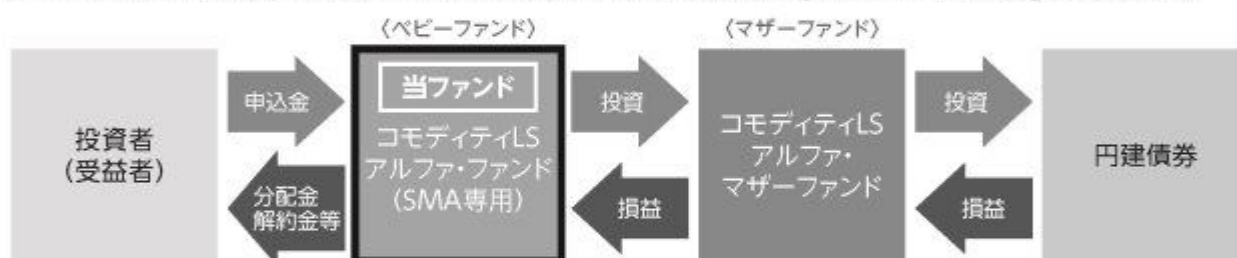 〈ベビーファンド〉
〈マザーファンド〉
投資者
(受益者)
申込金
分配金
解約金等
当ファンド
コモディティLS
アルファ・ファンド
(SMA専用)
投資
損益
コモディティLS
アルファ・
マザーファンド
投資
損益
円建債券